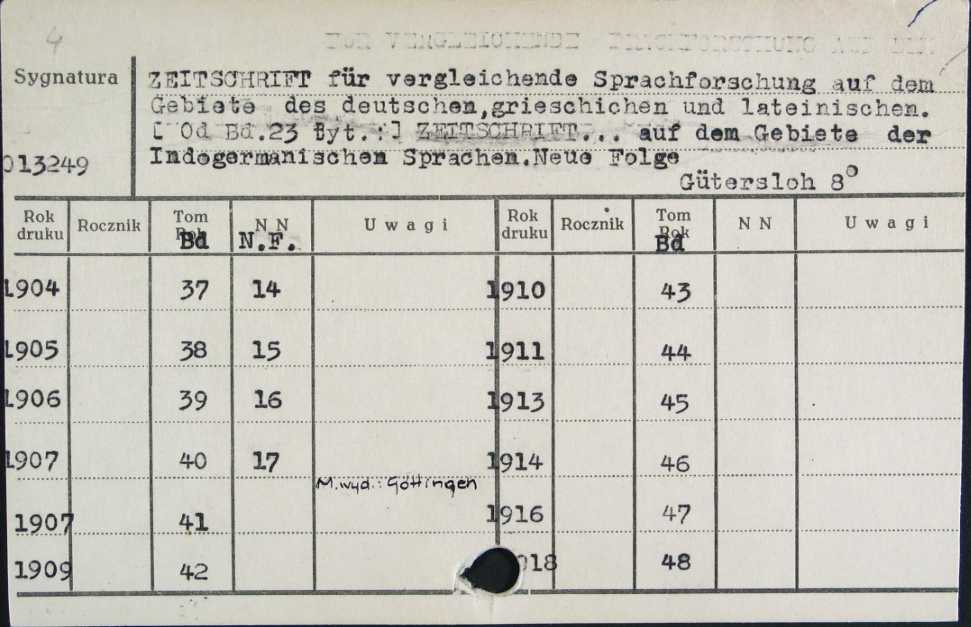 4
Sygnatura
ZEITSCHRIFT für vergleichende Sprachforschung auf dem
Gebiete des deutschen,grieschichen und lateinischen.
[ Od Bd.23 Byt.:] ZEITSCHRIFT... auf dem Gebiete der
013249 Indogermanischen Sprachen.Neue Folge
Gütersloh 8°
Rok druku Rocznik Tom Rok Bd N N N.F. Uwagi Rok druku Rocznik Tom Rok Bd N N Uwagi
1904 37 14 1910 43
1905 38 15 1911 44
1906 39 16 1913 45
1907 40 17 1914 46
M.wyd.: Göttingen
1907 41 1916 47
1909 42 018 48